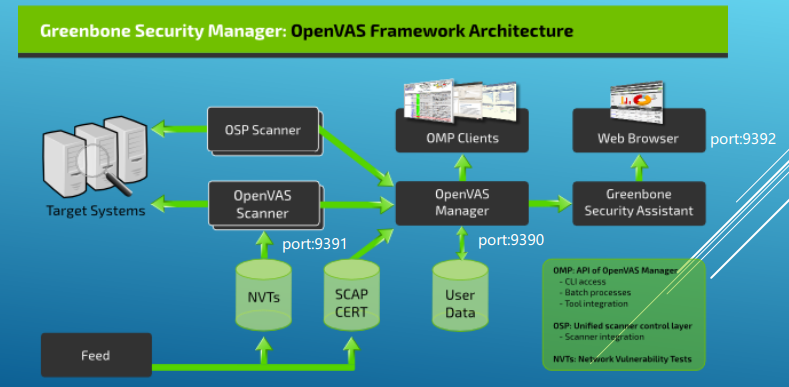 Greenbone Security Manager: OpenVAS Framework Architecture
OSP Scanner
OMP Clients
Web Browser
port:9392
Target Systems
OpenVAS
Scanner
OpenVAS
Manager
Greenbone
Security Assistant
port:9391
port:9390
NVTs
SCAP
CERT
User
Data
OMP: API of OpenVAS Manager
- CLI access
- Batch processes
- Tool integration
OSP: Unified scanner control layer
- Scanner integration
NVTs: Network Vulnerability Tests
Feed